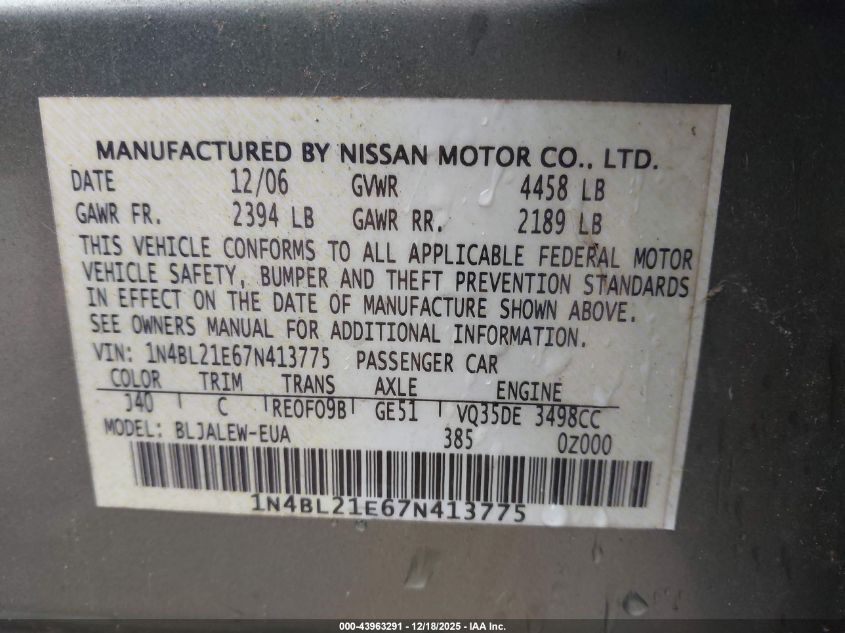 MANUFACTURED BY NISSAN MOTOR CO., LTD.
DATE 12/06 GVWR 4458 LB
GAWR FR. 2394 LB GAWR RR. 2189 LB
THIS VEHICLE CONFORMS TO ALL APPLICABLE FEDERAL MOTOR
VEHICLE SAFETY, BUMPER AND THEFT PREVENTION STANDARDS
IN EFFECT ON THE DATE OF MANUFACTURE SHOWN ABOVE.
SEE OWNERS MANUAL FOR ADDITIONAL INFORMATION.
VIN: 1N4BL21E67N413775 PASSENGER CAR
COLOR TRIM TRANS AXLE ENGINE
J40 C RE0F09B GE51 VQ35DE 3498CC
MODEL: BLJALEW-EUA 385 0Z000
1N4BL21E67N413775
000-43963291 - 12/18/2025 - IAA Inc.